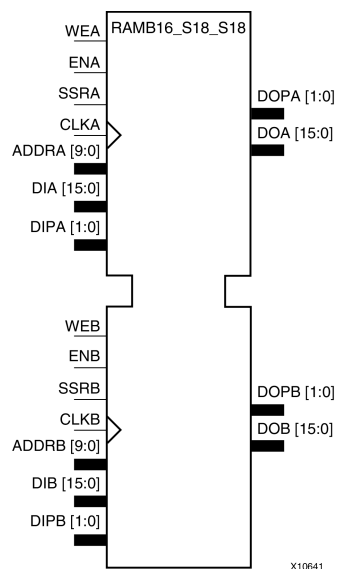 RAMB16_S18_S18
WEA
ENA
SSRA
CLKA
ADDRA [9:0]
DIA [15:0]
DIPA [1:0]
DOPA [1:0]
DOA [15:0]
WEB
ENB
SSRB
CLKB
ADDRB [9:0]
DIB [15:0]
DIPB [1:0]
DOPB [1:0]
DOB [15:0]
X10641